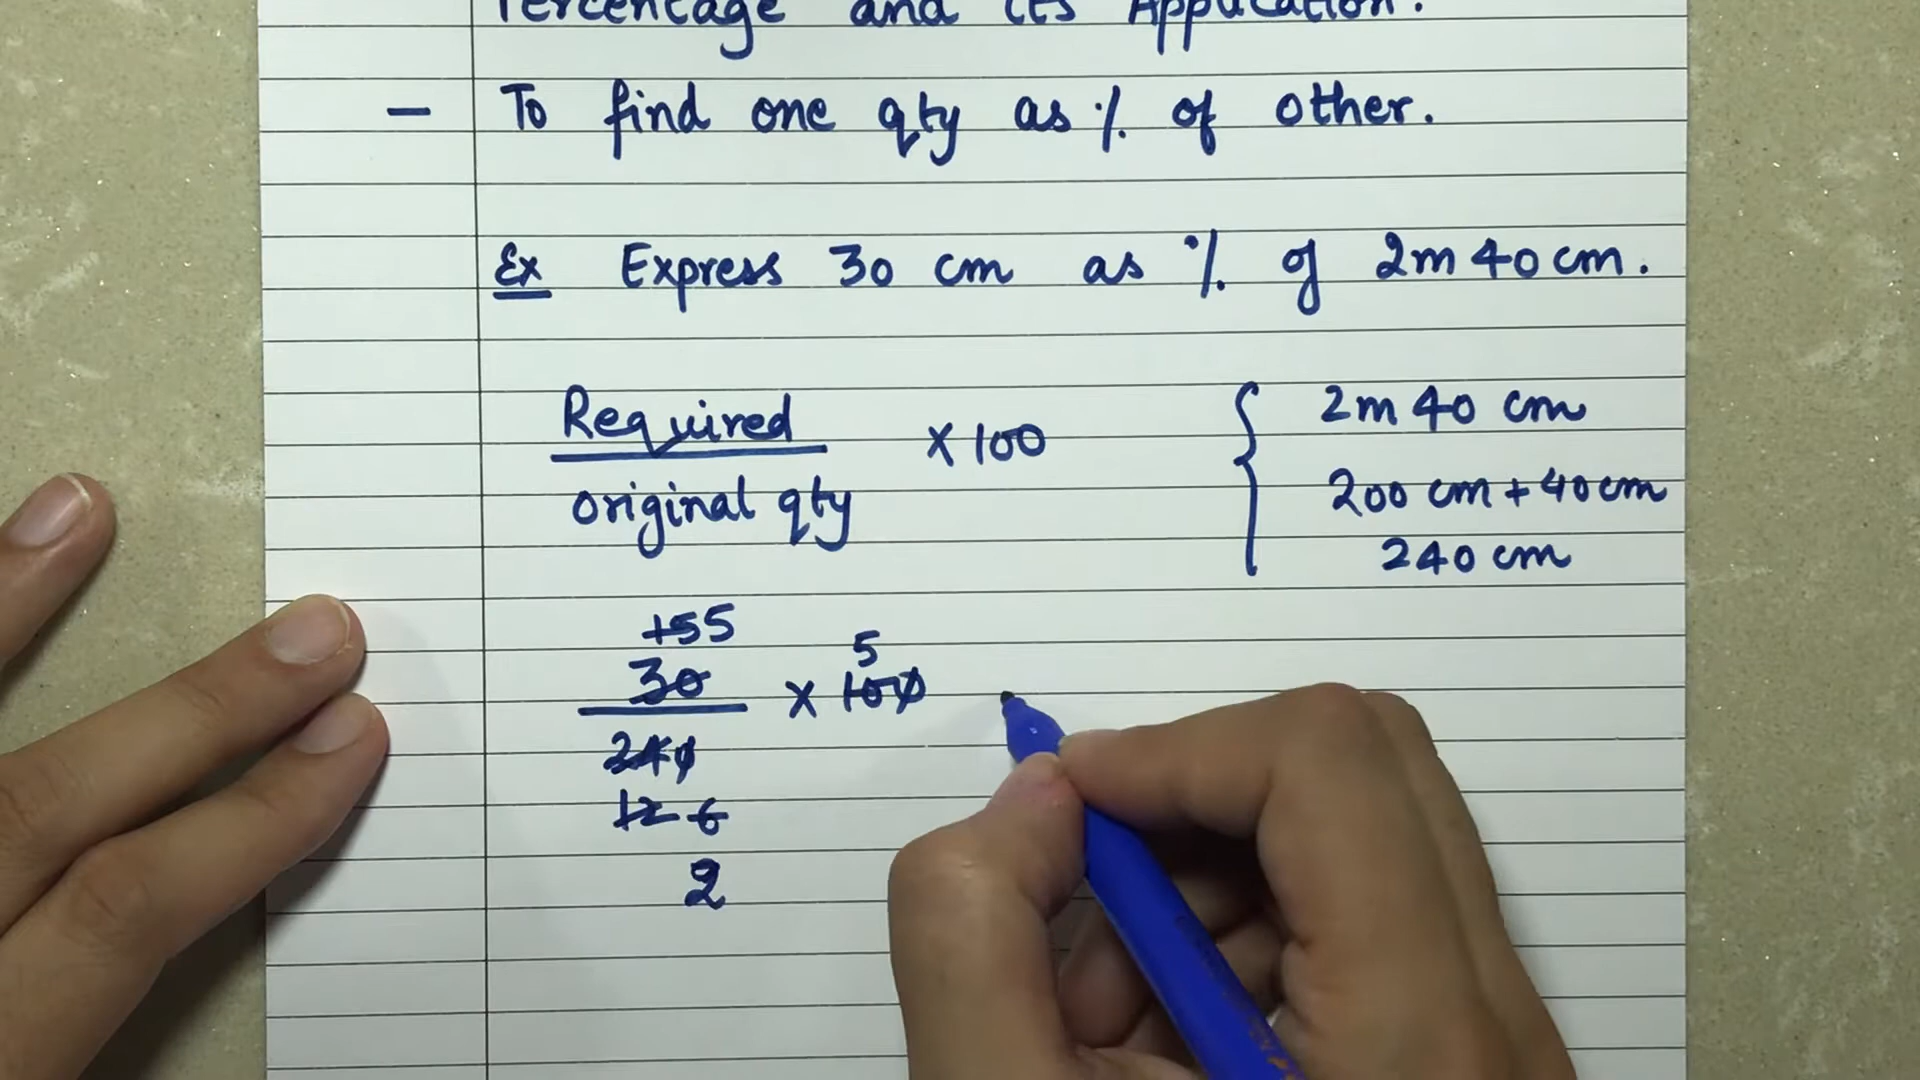 Percentage and its Application.
- To find one qty as % of other.
Ex Express 30 cm as % of 2m 40 cm.
Required
× 100
original qty
2m 40 cm
200 cm + 40 cm
240 cm
15 5
5
30
× 100
240
12 6
2